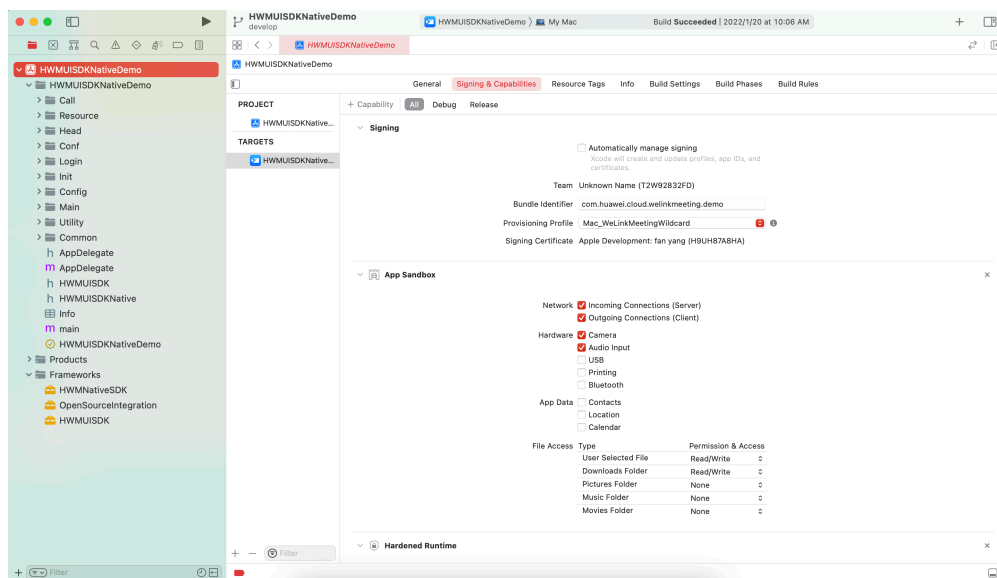 HWMUISDKNativeDemo
develop
HWMUISDKNativeDemo 〉 My Mac
Build Succeeded | 2022/1/20 at 10:06 AM
HWMUISDKNativeDemo
HWMUISDKNativeDemo
HWMUISDKNativeDemo
HWMUISDKNativeDemo
Call
Resource
Head
Conf
Login
Init
Config
Main
Utility
Common
h AppDelegate
m AppDelegate
h HWMUISDK
h HWMUISDKNative
Info
m main
HWMUISDKNativeDemo
Products
Frameworks
HWMNativeSDK
OpenSourceIntegration
HWMUISDK
Filter
General Signing & Capabilities Resource Tags Info Build Settings Build Phases Build Rules
PROJECT
HWMUISDKNative...
TARGETS
HWMUISDKNative...
Filter
+ Capability All Debug Release
Signing
Automatically manage signing
Xcode will create and update profiles, app IDs, and
certificates.
Team Unknown Name (T2W92832FD)
Bundle Identifier com.huawei.cloud.welinkmeeting.demo
Provisioning Profile Mac_WeLinkMeetingWildcard
Signing Certificate Apple Development: fan yang (H9UH87A8HA)
App Sandbox
Network Incoming Connections (Server)
Outgoing Connections (Client)
Hardware Camera
Audio Input
USB
Printing
Bluetooth
App Data Contacts
Location
Calendar
File Access Type Permission & Access
User Selected File Read/Write
Downloads Folder Read/Write
Pictures Folder None
Music Folder None
Movies Folder None
Hardened Runtime